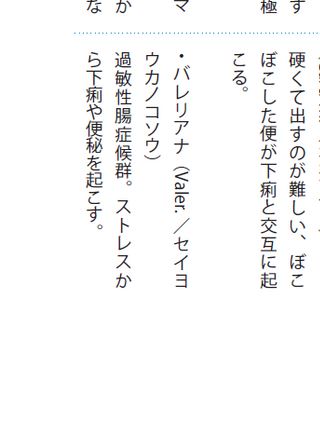 す
極
マ
か
な
硬くて出すのが難しい、ぼこ
ぼこした便が下痢と交互に起
こる。
・バレリアナ（Valer. ／セイヨ
ウカノコソウ）
過敏性腸症候群。ストレスか
ら下痢や便秘を起こす。